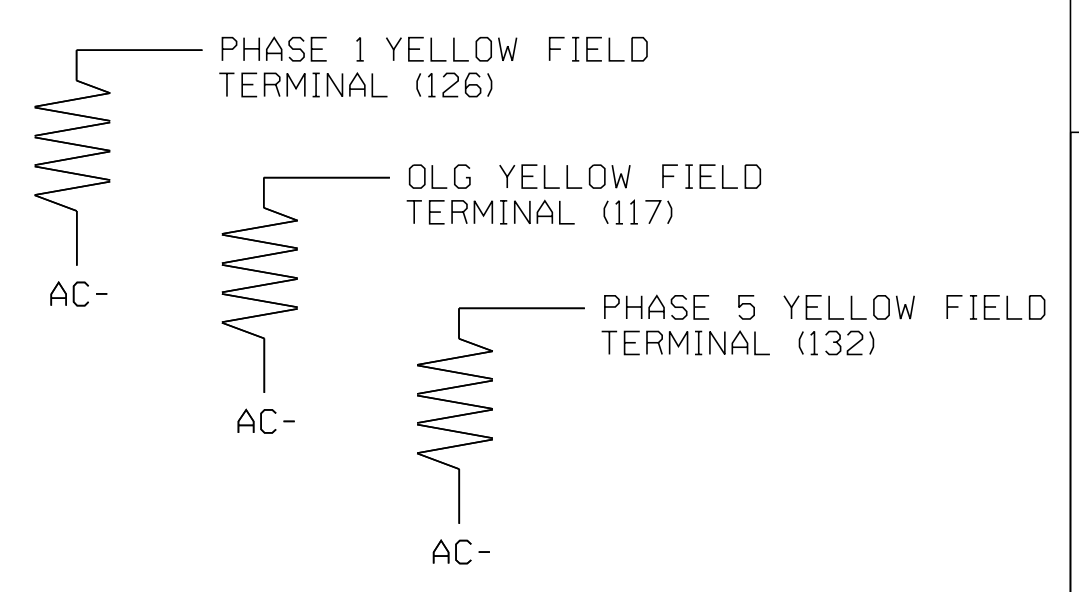 PHASE 1 YELLOW FIELD
TERMINAL (126)
AC-
OLG YELLOW FIELD
TERMINAL (117)
AC-
PHASE 5 YELLOW FIELD
TERMINAL (132)
AC-